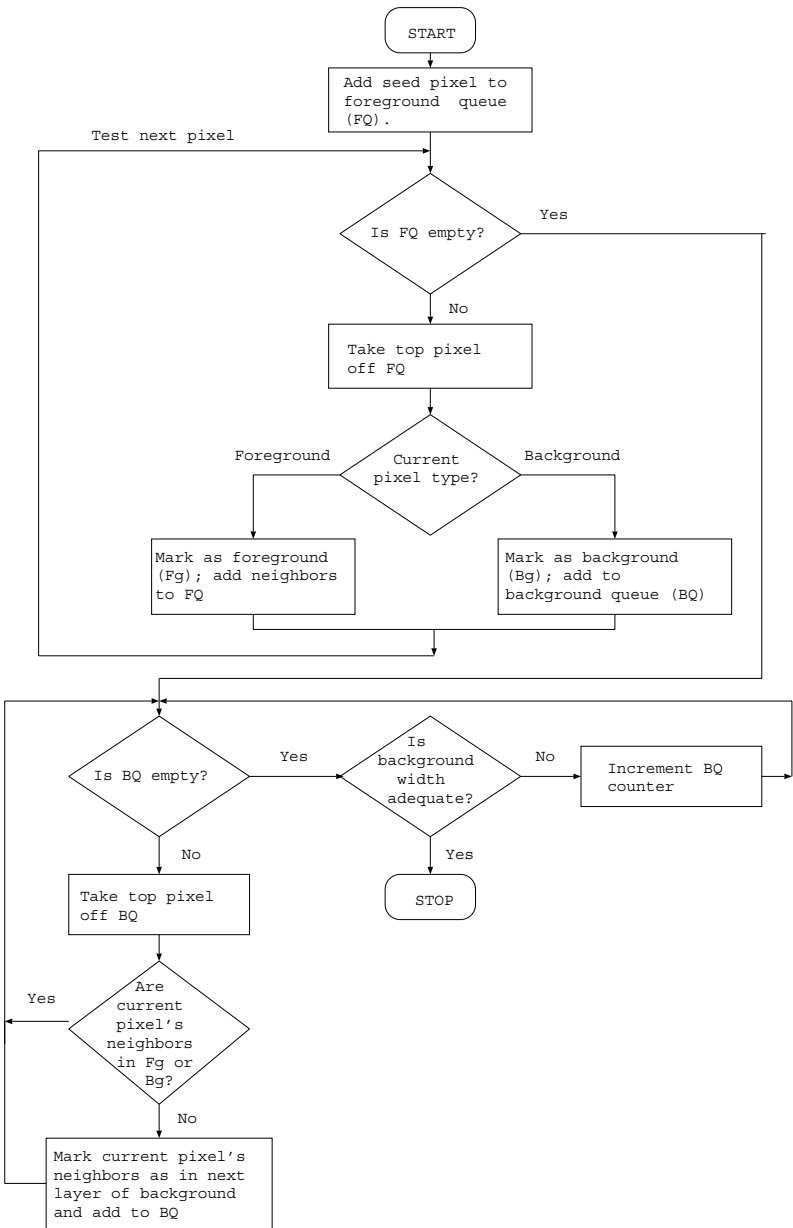 START
Add seed pixel to
foreground queue
(FQ).
Test next pixel
Is FQ empty?
Yes
No
Take top pixel
off FQ
Foreground
Current
pixel type?
Background
Mark as foreground
(Fg); add neighbors
to FQ
Mark as background
(Bg); add to
background queue (BQ)
Is BQ empty?
Yes
Is
background
width
adequate?
No
Increment BQ
counter
No
Yes
Take top pixel
off BQ
STOP
Are
current
pixel's
neighbors
in Fg or
Bg?
Yes
No
Mark current pixel's
neighbors as in next
layer of background
and add to BQ